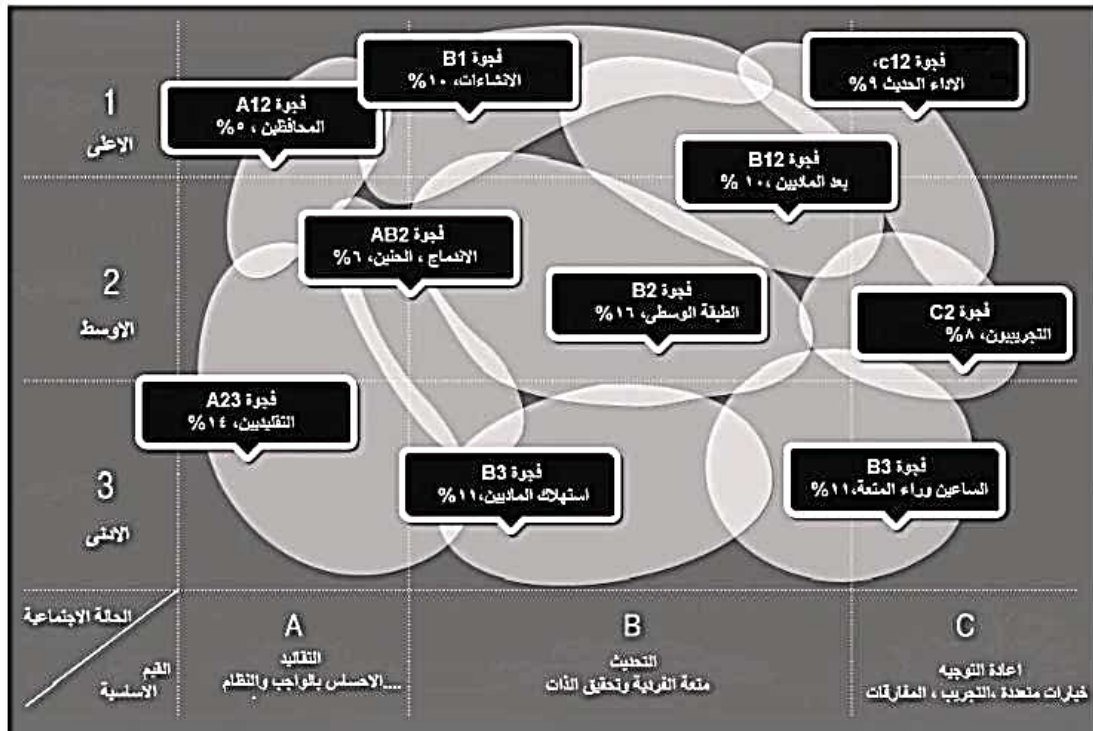 فجوة B1
الانشاءات، ١٠%
فجوة c12،
الاداء الحديث ٩%
1
الاعلى
فجوة A12
المحافظين ، ٥%
فجوة B12
بعد الماديين ،١٠ %
فجوة AB2
الاندماج ، الحنين، ٦%
2
الاوسط
فجوة B2
الطبقة الوسطى، ١٦%
فجوة C2
التجريبيون، ٨%
فجوة A23
التقليديين، ١٤%
3
الادنى
فجوة B3
استهلاك الماديين،١١%
فجوة B3
الساعين وراء المتعة،١١%
الحالة الاجتماعية
القيم
الاساسية
A
التقاليد
الاحساس بالواجب والنظام....
B
التحديث
متعة الفردية وتحقيق الذات
C
اعادة التوجيه
خيارات متعددة ،التجريب ، المفارقات